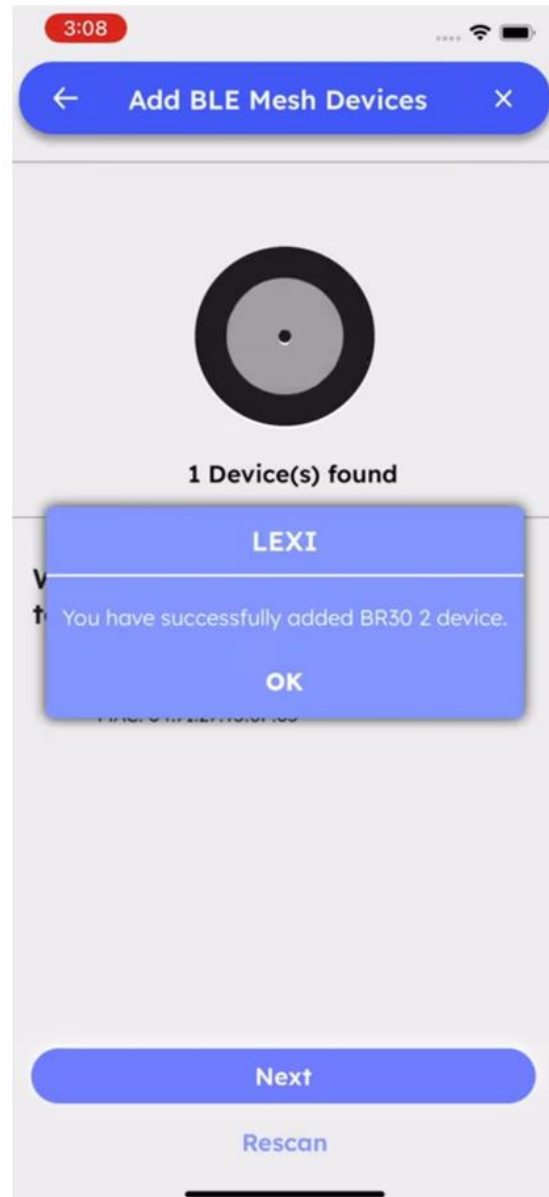 3:08
Add BLE Mesh Devices
1 Device(s) found
LEXI
You have successfully added BR30 2 device.
OK
Next
Rescan